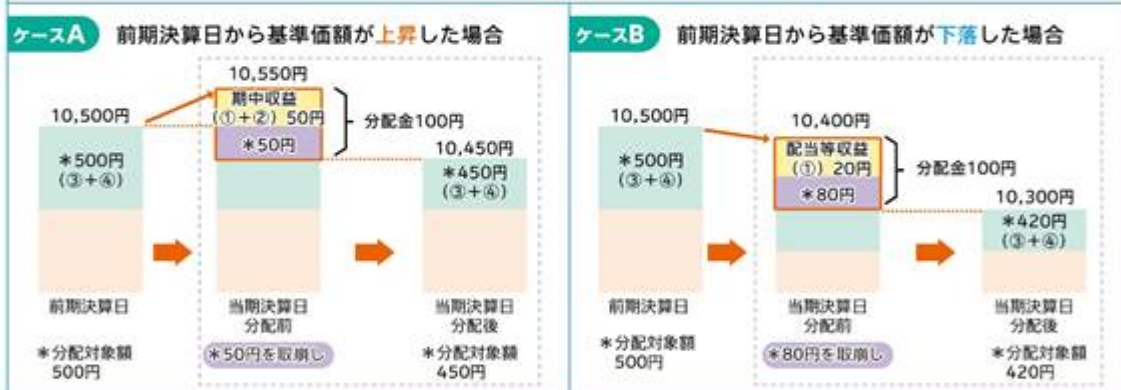 ケースA 前期決算日から基準価額が上昇した場合
10,550円
期中収益
(①+②) 50円
*50円
分配金100円
10,500円
*500円
(③+④)
10,450円
*450円
(③+④)
前期決算日
当期決算日
分配前
当期決算日
分配後
*分配対象額
500円
*50円を取崩し
*分配対象額
450円
ケースB 前期決算日から基準価額が下落した場合
10,500円
*500円
(③+④)
10,400円
配当等収益
(①) 20円
*80円
分配金100円
10,300円
*420円
(③+④)
前期決算日
当期決算日
分配前
当期決算日
分配後
*分配対象額
500円
*80円を取崩し
*分配対象額
420円